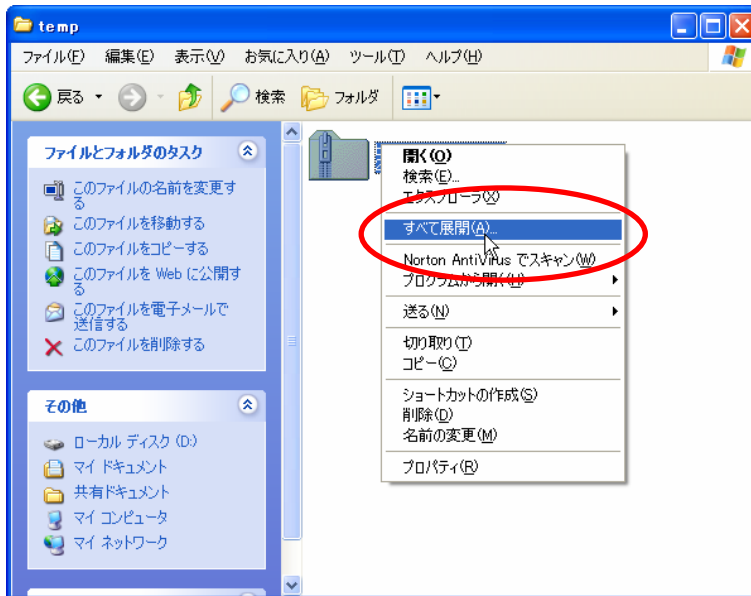 temp
ファイル(F) 編集(E) 表示(V) お気に入り(A) ツール(T) ヘルプ(H)
戻る 検索 フォルダ
ファイルとフォルダのタスク
このファイルの名前を変更す
る
このファイルを移動する
このファイルをコピーする
このファイルを Web に公開す
る
このファイルを電子メールで
送信する
このファイルを削除する
その他
ローカル ディスク (D:)
マイ ドキュメント
共有ドキュメント
マイ コンピュータ
マイ ネットワーク
開く(O)
検索(E)...
エクスプローラ(X)
すべて展開(A)...
Norton AntiVirus でスキャン(W)
プログラムから開く(H)
送る(N)
切り取り(T)
コピー(C)
ショートカットの作成(S)
削除(D)
名前の変更(M)
プロパティ(R)